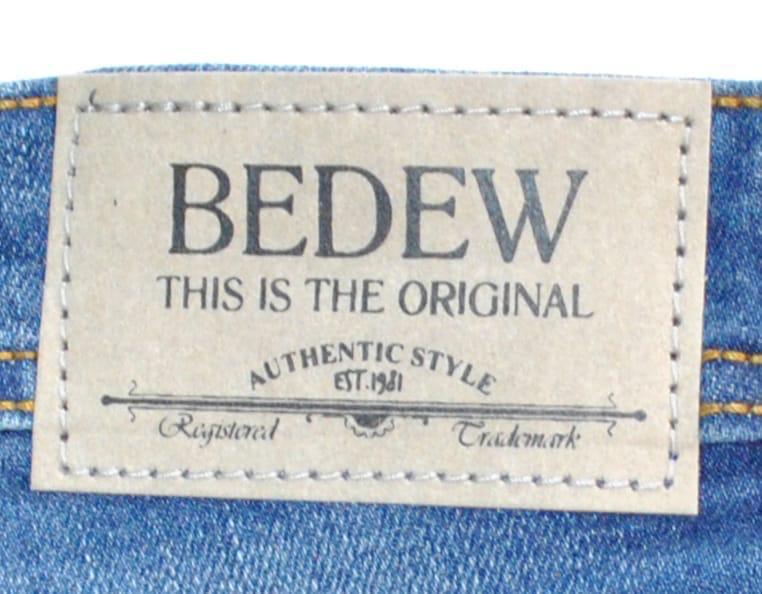 BEDEW
THIS IS THE ORIGINAL
AUTHENTIC STYLE
EST.1981
Registered Trademark